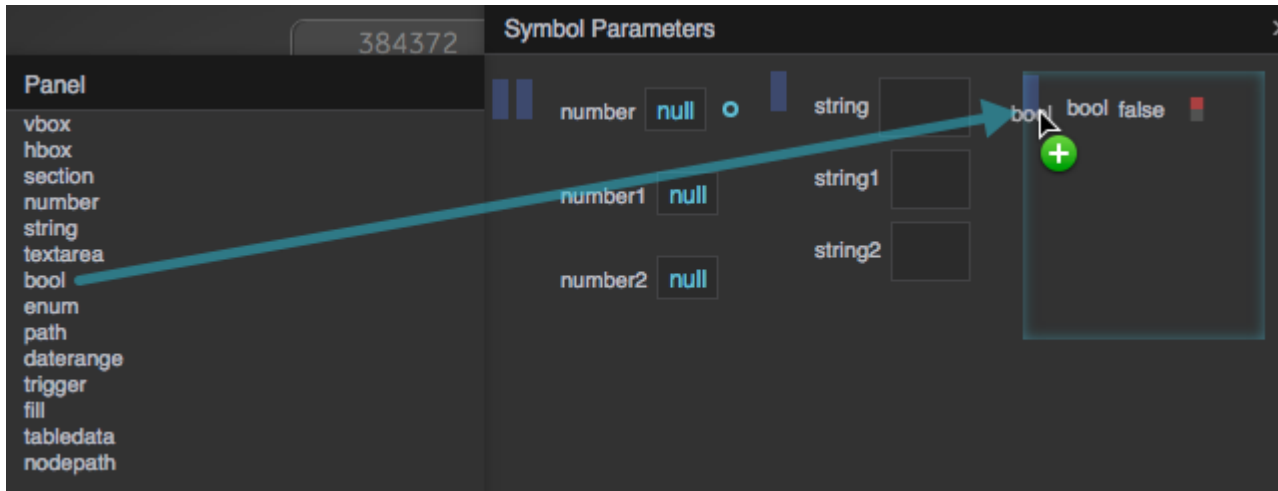 384372
Symbol Parameters
Panel
vbox
hbox
section
number
string
textarea
bool
enum
path
daterange
trigger
fill
tabledata
nodepath
number null
number1 null
number2 null
string
string1
string2
bool
bool false